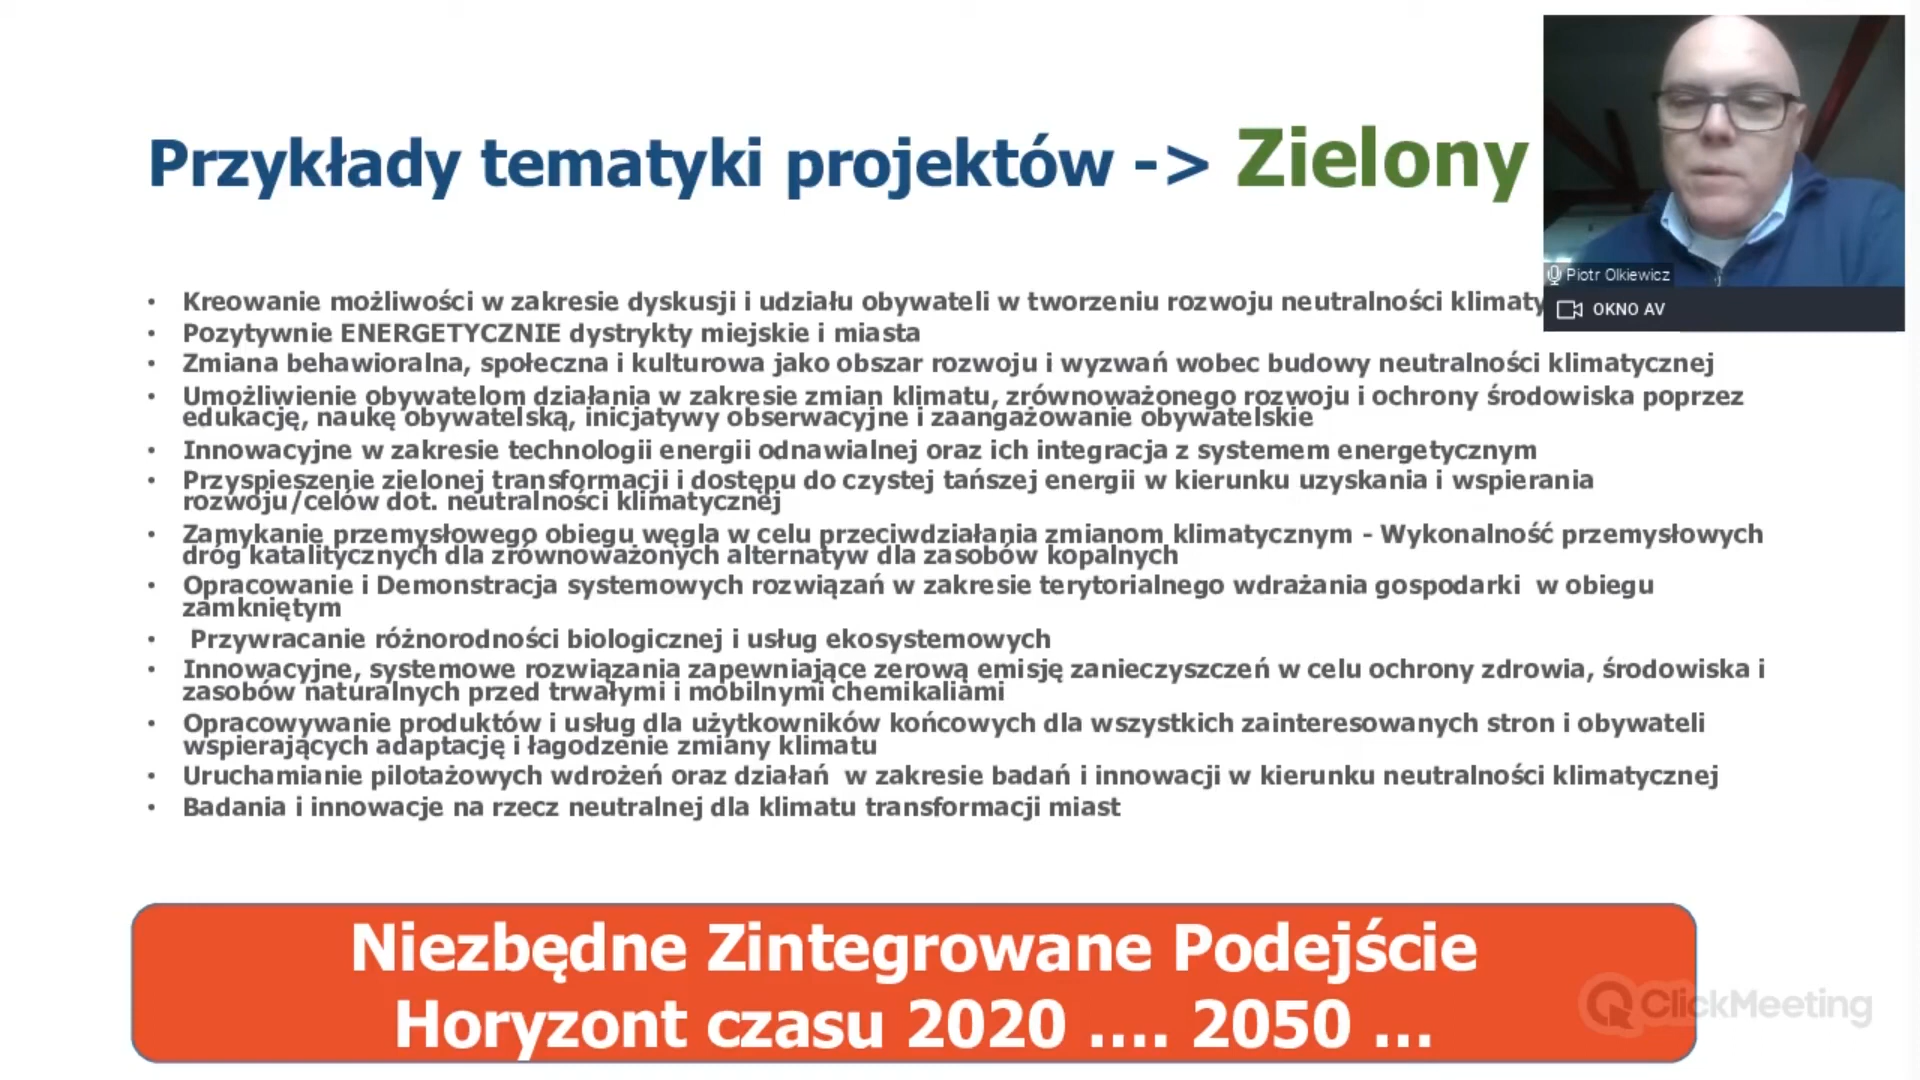 Przykłady tematyki projektów -> Zielony
Piotr Olkiewicz
OKNO AV
• Kreowanie możliwości w zakresie dyskusji i udziału obywateli w tworzeniu rozwoju neutralności
• Pozytywnie ENERGETYCZNIE dystrykty miejskie i miasta
• Zmiana behawioralna, społeczna i kulturowa jako obszar rozwoju i wyzwań wobec budowy neutralności klimatycznej
• Umożliwienie obywatelom działania w zakresie zmian klimatu, zrównoważonego rozwoju i ochrony środowiska poprzez
edukację, naukę obywatelską, inicjatywy obserwacyjne i zaangażowanie obywatelskie
• Innowacyjne w zakresie technologii energii odnawialnej oraz ich integracja z systemem energetycznym
• Przyspieszenie zielonej transformacji i dostępu do czystej tańszej energii w kierunku uzyskania i wspierania
rozwoju/celów dot. neutralności klimatycznej
• Zamykanie przemysłowego obiegu węgla w celu przeciwdziałania zmianom klimatycznym - Wykonalność przemysłowych
dróg katalitycznych dla zrównoważonych alternatyw dla zasobów kopalnych
• Opracowanie i Demonstracja systemowych rozwiązań w zakresie terytorialnego wdrażania gospodarki w obiegu
zamkniętym
• Przywracanie różnorodności biologicznej i usług ekosystemowych
• Innowacyjne, systemowe rozwiązania zapewniające zerową emisję zanieczyszczeń w celu ochrony zdrowia, środowiska i
zasobów naturalnych przed trwałymi i mobilnymi chemikaliami
• Opracowywanie produktów i usług dla użytkowników końcowych dla wszystkich zainteresowanych stron i obywateli
wspierających adaptację i łagodzenie zmiany klimatu
• Uruchamianie pilotażowych wdrożeń oraz działań w zakresie badań i innowacji w kierunku neutralności klimatycznej
• Badania i innowacje na rzecz neutralnej dla klimatu transformacji miast
Niezbędne Zintegrowane Podejście
Horyzont czasu 2020 .... 2050 ...
ClickMeeting